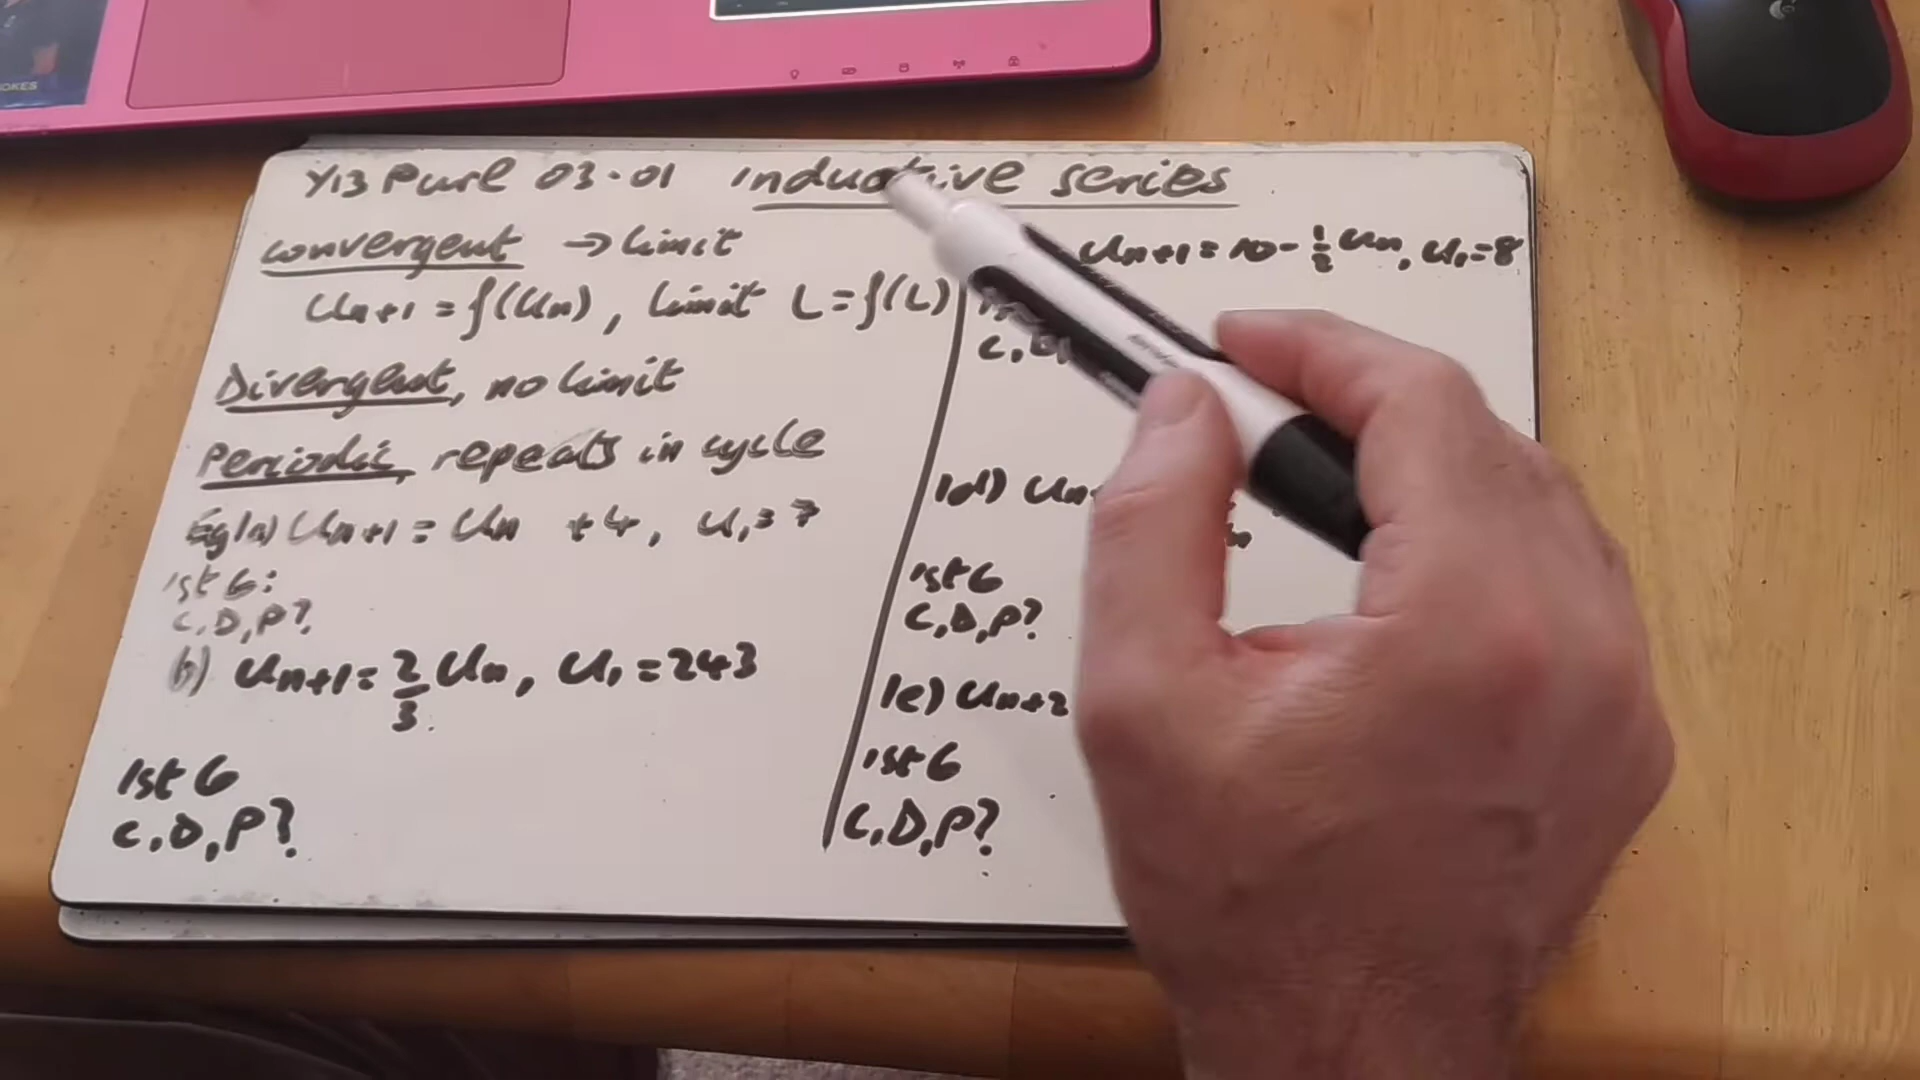 Y13 Pure 03.01 Inductive series
Convergent → limit
Un+1 = f(Un), limit L = f(L)
Divergent, no limit
Periodic, repeats in cycle
Eg1a) Un+1 = Un + 4, U1 = 7
1st 6:
C, D, P?
b) Un+1 = 2/3 Un, U1 = 243
1st 6
C, D, P?
Un+1 = 10 - 1/2 Un, U1 = 8
C, D,
1d) Un
1st 6
C, D, P?
1e) Un+2
1st 6
C, D, P?
OKES